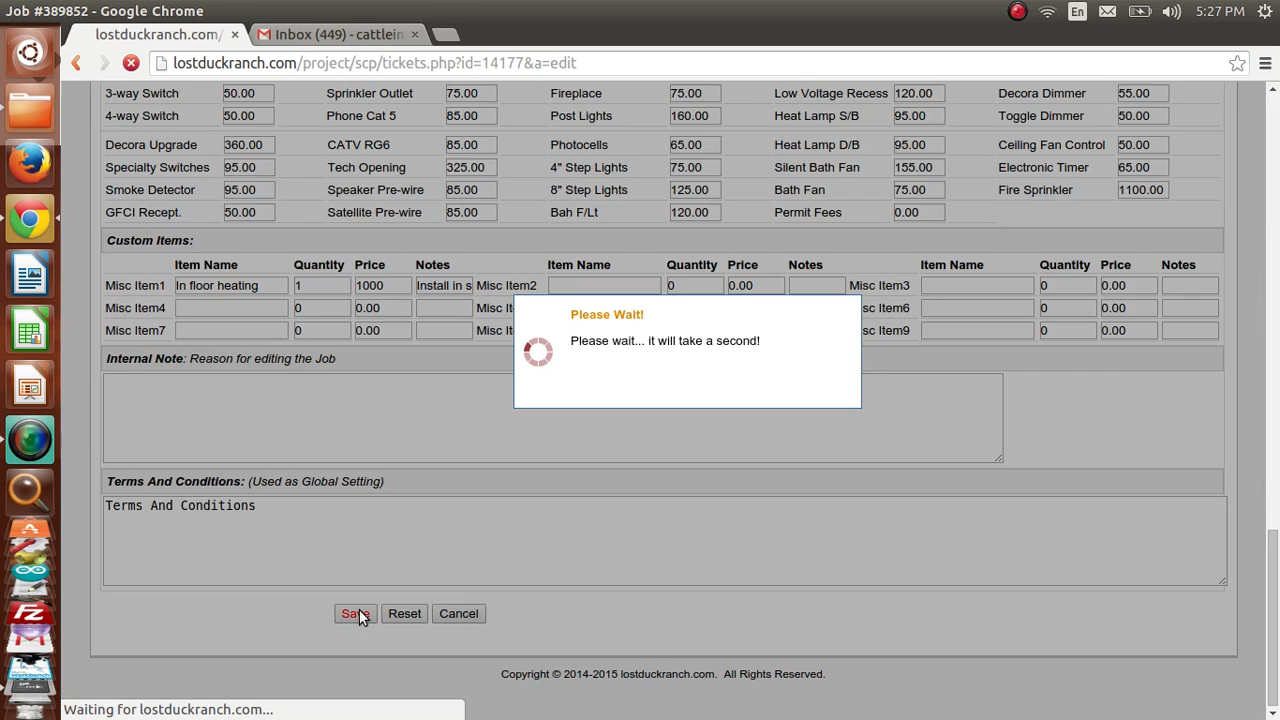 Job #389852 - Google Chrome
En
5:27 PM
lostduckranch.com/ ×
Inbox (449) - cattlein ×
lostduckranch.com/project/scp/tickets.php?id=14177&a=edit
3-way Switch 50.00 Sprinkler Outlet 75.00 Fireplace 75.00 Low Voltage Recess 120.00 Decora Dimmer 55.00
4-way Switch 50.00 Phone Cat 5 85.00 Post Lights 160.00 Heat Lamp S/B 95.00 Toggle Dimmer 50.00
Decora Upgrade 360.00 CATV RG6 85.00 Photocells 65.00 Heat Lamp D/B 95.00 Ceiling Fan Control 50.00
Specialty Switches 95.00 Tech Opening 325.00 4" Step Lights 75.00 Silent Bath Fan 155.00 Electronic Timer 65.00
Smoke Detector 95.00 Speaker Pre-wire 85.00 8" Step Lights 125.00 Bath Fan 75.00 Fire Sprinkler 1100.00
GFCI Recept. 50.00 Satellite Pre-wire 85.00 Bah F/Lt 120.00 Permit Fees 0.00
Custom Items:
Item Name Quantity Price Notes Item Name Quantity Price Notes Item Name Quantity Price Notes
Misc Item1 In floor heating 1 1000 Install in s Misc Item2 0 0.00 Misc Item3 0 0.00
Misc Item4 0 0.00 Misc sc Item6 0 0.00
Misc Item7 0 0.00 Misc sc Item9 0 0.00
Please Wait!
Please wait... it will take a second!
Internal Note: Reason for editing the Job
Terms And Conditions: (Used as Global Setting)
Terms And Conditions
Save Reset Cancel
Copyright © 2014-2015 lostduckranch.com. All Rights Reserved.
Waiting for lostduckranch.com...